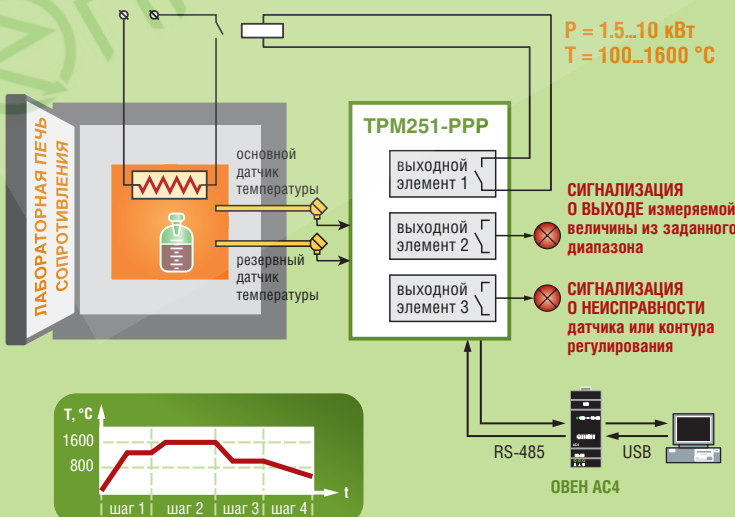 P = 1.5...10 кВт
T = 100...1600 °C
ЛАБОРАТОРНАЯ ПЕЧЬ
СОПРОТИВЛЕНИЯ
основной
датчик
температуры
резервный
датчик
температуры
ТРМ251-РРР
выходной
элемент 1
выходной
элемент 2
выходной
элемент 3
СИГНАЛИЗАЦИЯ
О ВЫХОДЕ измеряемой
величины из заданного
диапазона
СИГНАЛИЗАЦИЯ
О НЕИСПРАВНОСТИ
датчика или контура
регулирования
RS-485
USB
ОВЕН АС4
T, °C
1600
800
t
шаг 1
шаг 2
шаг 3
шаг 4